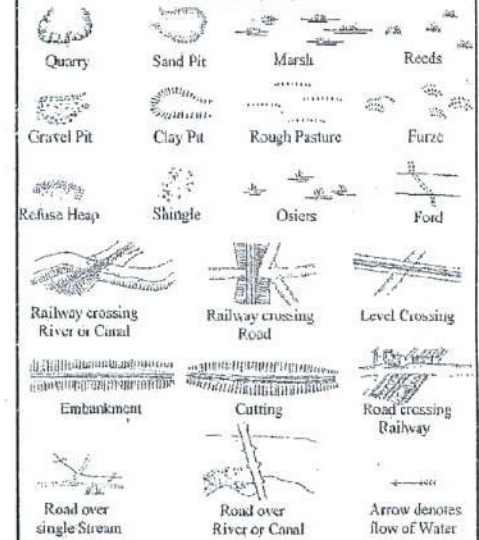 Quarry Sand Pit Marsh Reeds
Gravel Pit Clay Pit Rough Pasture Furze
Refuse Heap Shingle Osiers Ford
Railway crossing
River or Canal
Railway crossing
Road
Level Crossing
Embankment Cutting
Road crossing
Railway
Road over
single Stream
Road over
River or Canal
Arrow denotes
flow of Water